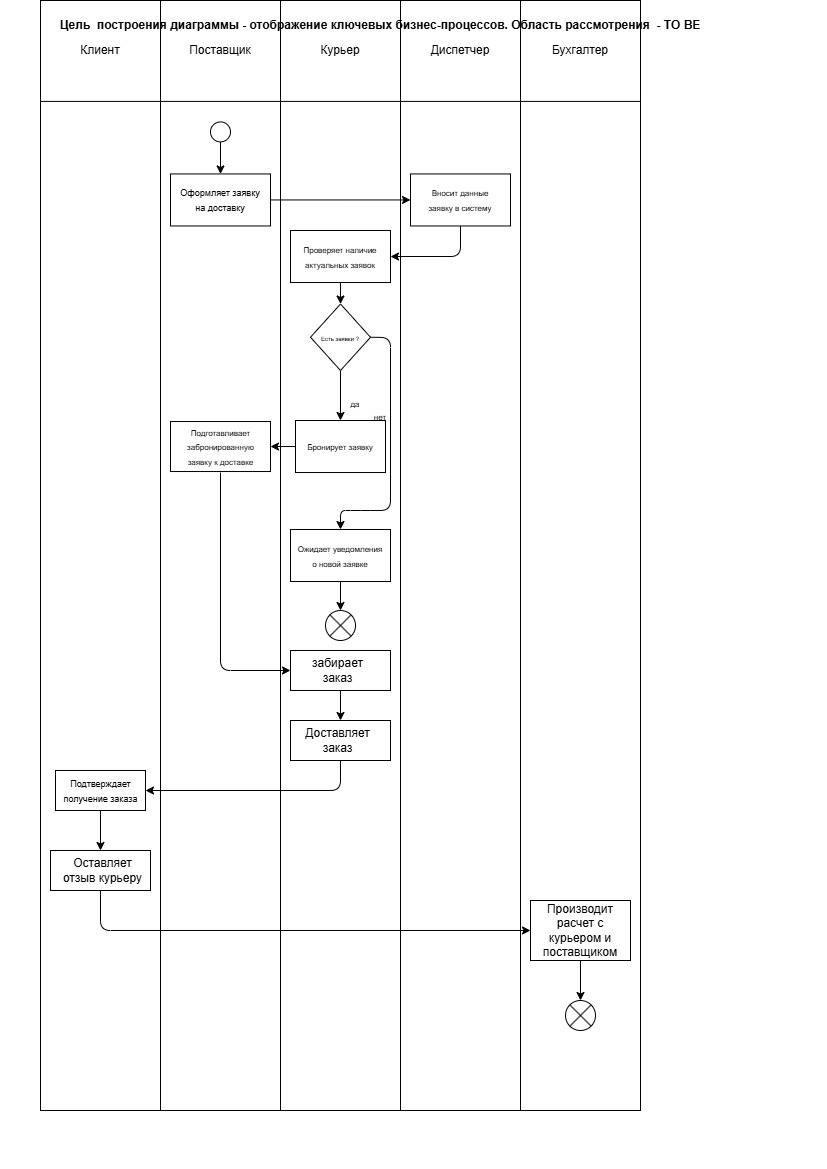 Цель  построения диаграммы - отображение ключевых бизнес-процессов. Область рассмотрения  - TO BE
Клиент
Поставщик
Курьер
Диспетчер
Бухгалтер
Оформляет заявку
на доставку
Вносит данные
заявку в систему
Проверяет наличие
актуальных заявок
Есть заявки ?
да
нет
Бронирует заявку
Подготавливает
забронированную
заявку к доставке
Ожидает уведомления
о новой заявке
забирает
заказ
Доставляет
заказ
Подтверждает
получение заказа
Оставляет
отзыв курьеру
Производит
расчет с
курьером и
поставщиком